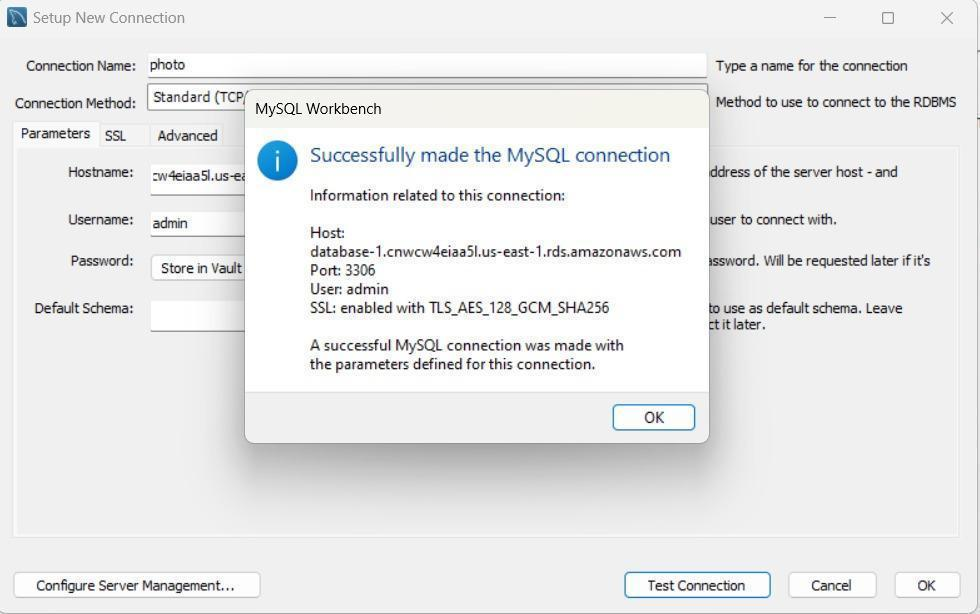 Setup New Connection
Connection Name: photo Type a name for the connection
Connection Method: Standard (TCP/ Method to use to connect to the RDBMS
MySQL Workbench
Parameters SSL Advanced
Successfully made the MySQL connection
Hostname: cw4eiaa5l.us-ea ddress of the server host - and
Information related to this connection:
Username: admin user to connect with.
Host:
database-1.cnwcw4eiaa5l.us-east-1.rds.amazonaws.com
Password: Store in Vault assword. Will be requested later if it's
Port: 3306
User: admin
Default Schema: to use as default schema. Leave
SSL: enabled with TLS_AES_128_GCM_SHA256
ct it later.
A successful MySQL connection was made with
the parameters defined for this connection.
OK
Configure Server Management... Test Connection Cancel OK